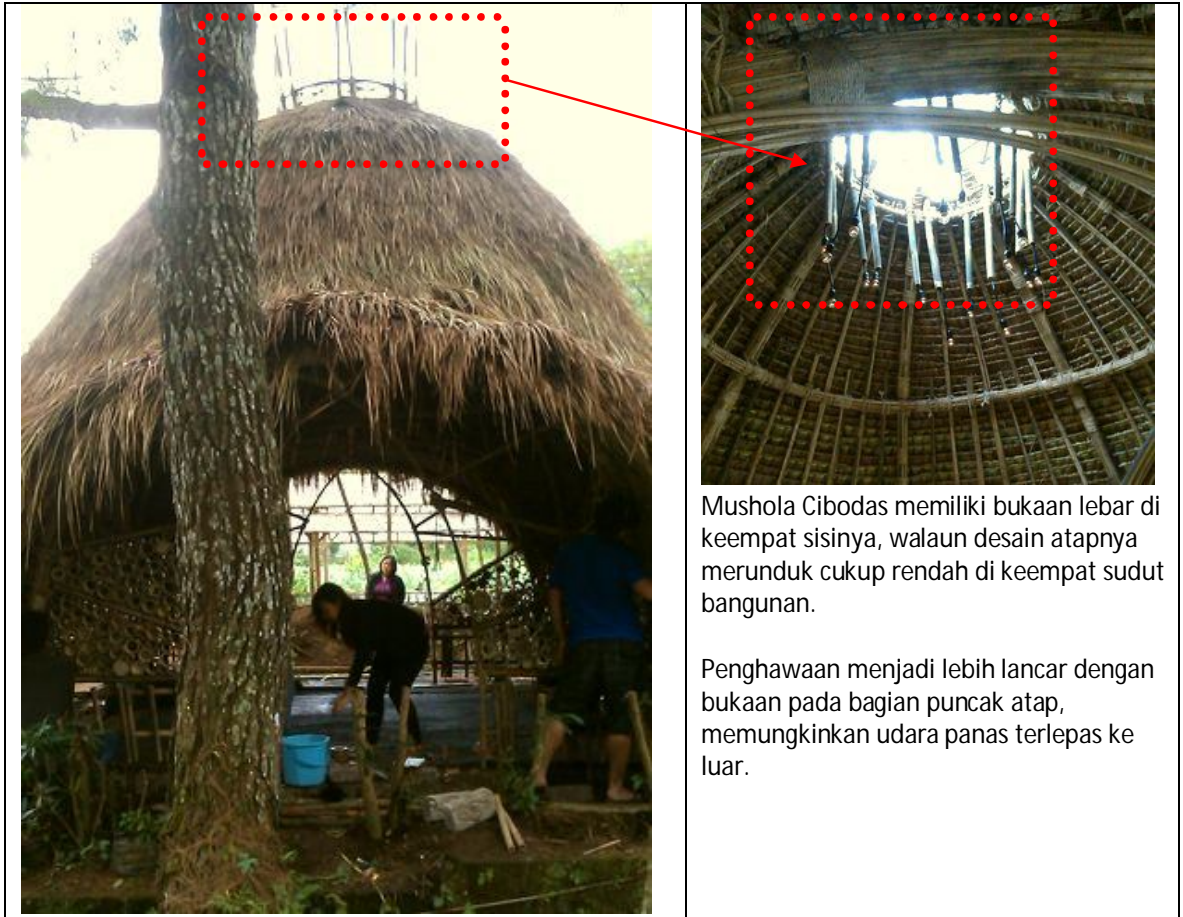 Mushola Cibodas memiliki bukaan lebar di
keempat sisinya, walaun desain atapnya
merunduk cukup rendah di keempat sudut
bangunan.
Penghawaan menjadi lebih lancar dengan
bukaan pada bagian puncak atap,
memungkinkan udara panas terlepas ke
luar.